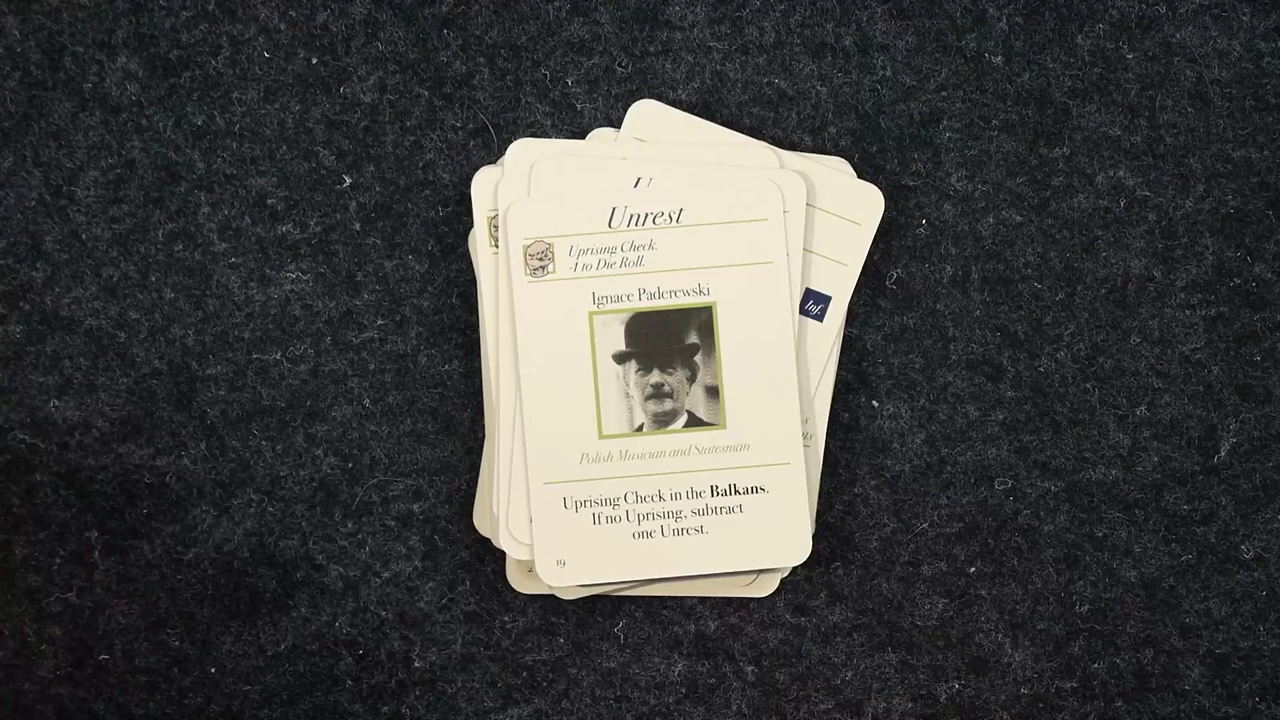 Unrest
Uprising Check.
-1 to Die Roll.
Ignace Paderewski
Inf.
Polish Musician and Statesman
Uprising Check in the Balkans.
If no Uprising, subtract
one Unrest.
19